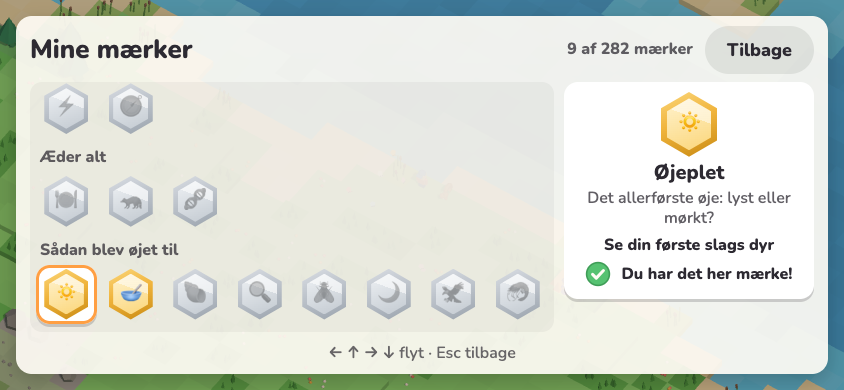 Mine mærker
9 af 282 mærker
Tilbage
Æder alt
Sådan blev øjet til
Øjeplet
Det allerførste øje: lyst eller
mørkt?
Se din første slags dyr
Du har det her mærke!
← ↑ → ↓ flyt · Esc tilbage